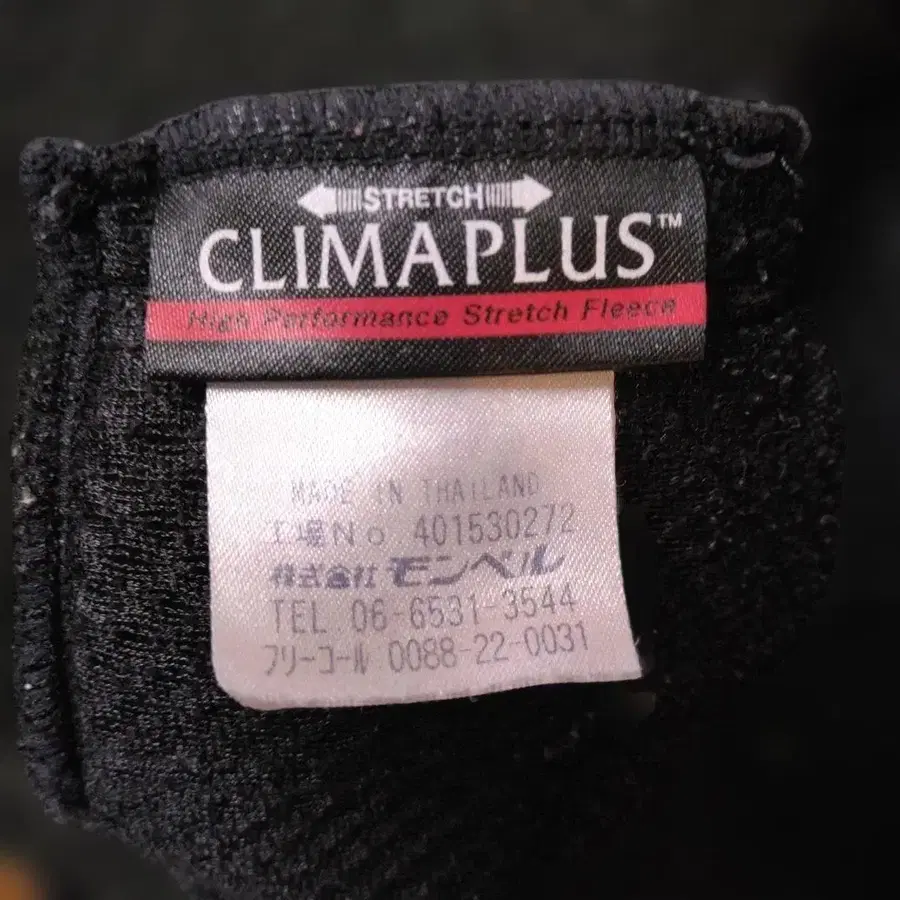 STRETCH
CLIMAPLUS™
High Performance Stretch Fleece
MADE IN THAILAND
工場No 401530272
株式会社 モンベル
TEL 06-6531-3544
フリーコール 0088-22-0031